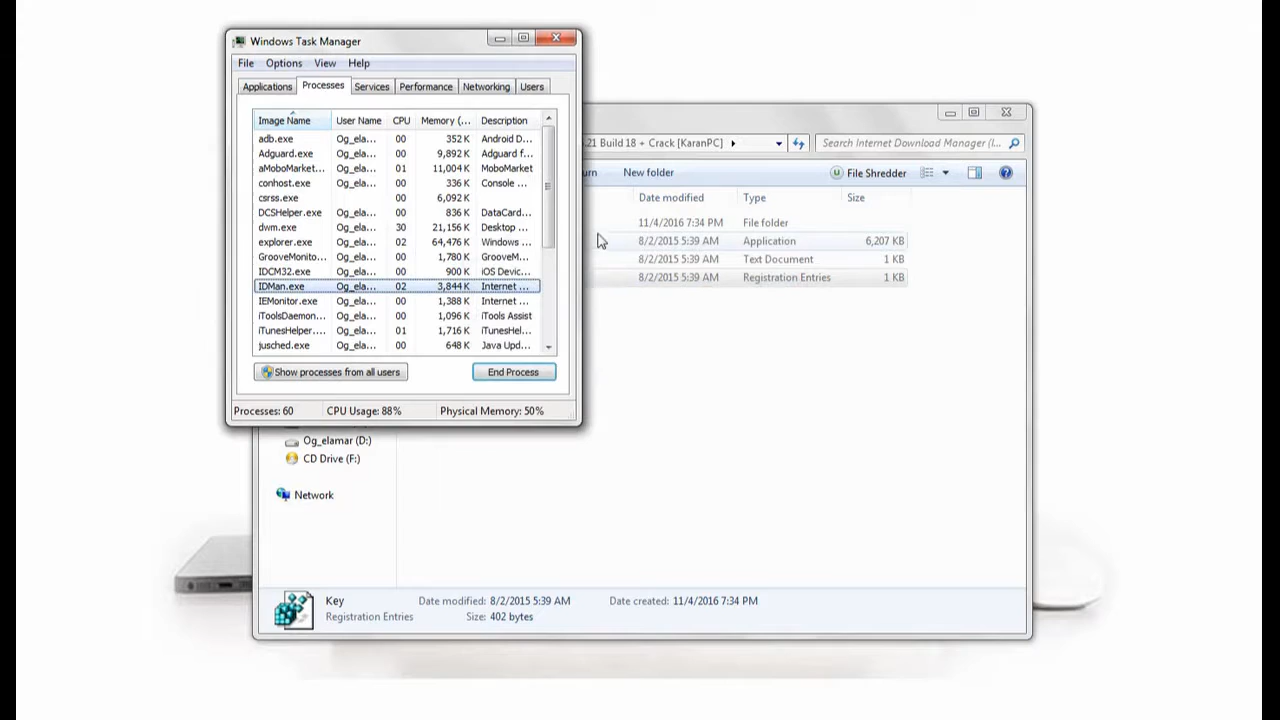 Windows Task Manager
File Options View Help
Applications Processes Services Performance Networking Users
Image Name User Name CPU Memory (... Description
adb.exe Og_ela... 00 352 K Android D...
Adguard.exe Og_ela... 00 9,892 K Adguard f...
aMoboMarket... Og_ela... 01 11,004 K MoboMarket
conhost.exe Og_ela... 00 336 K Console ...
csrss.exe 00 6,092 K
DCSHelper.exe Og_ela... 00 836 K DataCard...
dwm.exe Og_ela... 30 21,156 K Desktop ...
explorer.exe Og_ela... 02 64,476 K Windows ...
GrooveMonito... Og_ela... 00 1,780 K GrooveM...
IDCM32.exe Og_ela... 00 900 K iOS Devic...
IDMan.exe Og_ela... 02 3,844 K Internet ...
IEMonitor.exe Og_ela... 00 1,388 K Internet ...
iToolsDaemon... Og_ela... 00 1,096 K iTools Assist
iTunesHelper.... Og_ela... 01 1,716 K iTunesHel...
jusched.exe Og_ela... 00 648 K Java Upd...
Show processes from all users End Process
Processes: 60 CPU Usage: 88% Physical Memory: 50%
.21 Build 18 + Crack [KaranPC] Search Internet Download Manager (I...
urn New folder File Shredder
Date modified Type Size
11/4/2016 7:34 PM File folder
8/2/2015 5:39 AM Application 6,207 KB
8/2/2015 5:39 AM Text Document 1 KB
8/2/2015 5:39 AM Registration Entries 1 KB
Og_elamar (D:)
CD Drive (F:)
Network
Key Date modified: 8/2/2015 5:39 AM Date created: 11/4/2016 7:34 PM
Registration Entries Size: 402 bytes